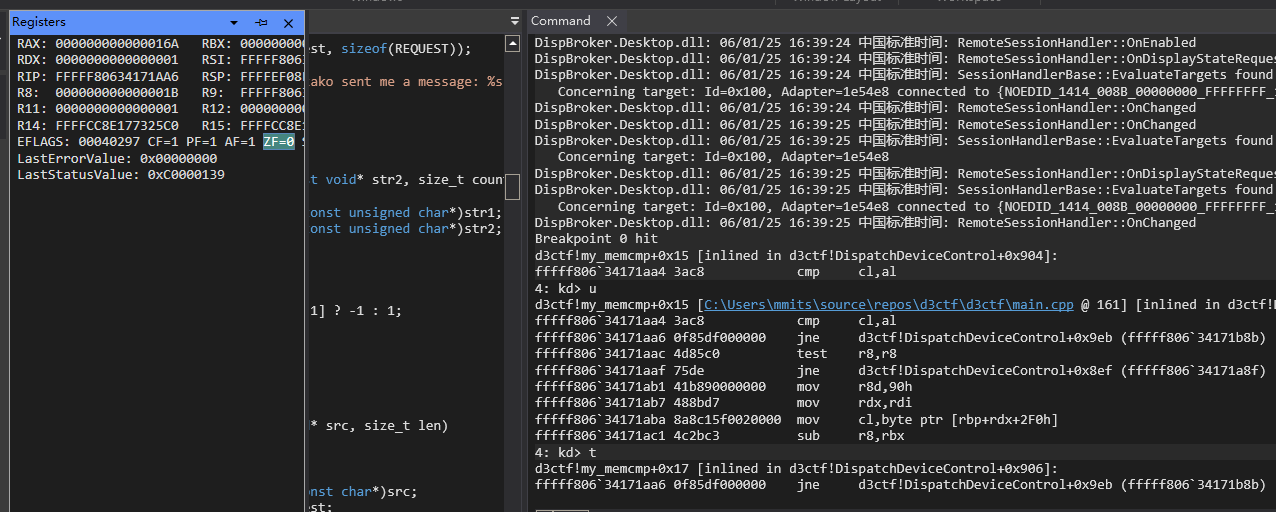 Registers
RAX: 000000000000016A RBX: 000000000
RDX: 0000000000000001 RSI: FFFFF806
RIP: FFFFF80634171AA6 RSP: FFFFEF08
R8: 000000000000001B R9: FFFFF806
R11: 0000000000000001 R12: 000000000
R14: FFFFCC8E177325C0 R15: FFFFCC8E
EFLAGS: 00040297 CF=1 PF=1 AF=1 ZF=0
LastErrorValue: 0x00000000
LastStatusValue: 0xC0000139
est, sizeof(REQUEST));
ako sent me a message: %s
t void* str2, size_t coun
onst unsigned char*)str1;
onst unsigned char*)str2;
1] ? -1 : 1;
* src, size_t len)
onst char*)src;
est;
Command
DispBroker.Desktop.dll: 06/01/25 16:39:24 中国标准时间: RemoteSessionHandler::OnEnabled
DispBroker.Desktop.dll: 06/01/25 16:39:24 中国标准时间: RemoteSessionHandler::OnDisplayStateReque
DispBroker.Desktop.dll: 06/01/25 16:39:24 中国标准时间: SessionHandlerBase::EvaluateTargets found
Concerning target: Id=0x100, Adapter=1e54e8 connected to {NOEDID_1414_008B_00000000_FFFFFFFF_
DispBroker.Desktop.dll: 06/01/25 16:39:24 中国标准时间: RemoteSessionHandler::OnChanged
DispBroker.Desktop.dll: 06/01/25 16:39:25 中国标准时间: RemoteSessionHandler::OnChanged
DispBroker.Desktop.dll: 06/01/25 16:39:25 中国标准时间: SessionHandlerBase::EvaluateTargets found
Concerning target: Id=0x100, Adapter=1e54e8
DispBroker.Desktop.dll: 06/01/25 16:39:25 中国标准时间: RemoteSessionHandler::OnDisplayStateReque
DispBroker.Desktop.dll: 06/01/25 16:39:25 中国标准时间: SessionHandlerBase::EvaluateTargets found
Concerning target: Id=0x100, Adapter=1e54e8 connected to {NOEDID_1414_008B_00000000_FFFFFFFF_
DispBroker.Desktop.dll: 06/01/25 16:39:25 中国标准时间: RemoteSessionHandler::OnChanged
Breakpoint 0 hit
d3ctf!my_memcmp+0x15 [inlined in d3ctf!DispatchDeviceControl+0x904]:
fffff806`34171aa4 3ac8 cmp cl,al
4: kd> u
d3ctf!my_memcmp+0x15 [C:\Users\mmits\source\repos\d3ctf\d3ctf\main.cpp @ 161] [inlined in d3ctf!
fffff806`34171aa4 3ac8 cmp cl,al
fffff806`34171aa6 0f85df000000 jne d3ctf!DispatchDeviceControl+0x9eb (fffff806`34171b8b)
fffff806`34171aac 4d85c0 test r8,r8
fffff806`34171aaf 75de jne d3ctf!DispatchDeviceControl+0x8ef (fffff806`34171a8f)
fffff806`34171ab1 41b890000000 mov r8d,90h
fffff806`34171ab7 488bd7 mov rdx,rdi
fffff806`34171aba 8a8c15f0020000 mov cl,byte ptr [rbp+rdx+2F0h]
fffff806`34171ac1 4c2bc3 sub r8,rbx
4: kd> t
d3ctf!my_memcmp+0x17 [inlined in d3ctf!DispatchDeviceControl+0x906]:
fffff806`34171aa6 0f85df000000 jne d3ctf!DispatchDeviceControl+0x9eb (fffff806`34171b8b)